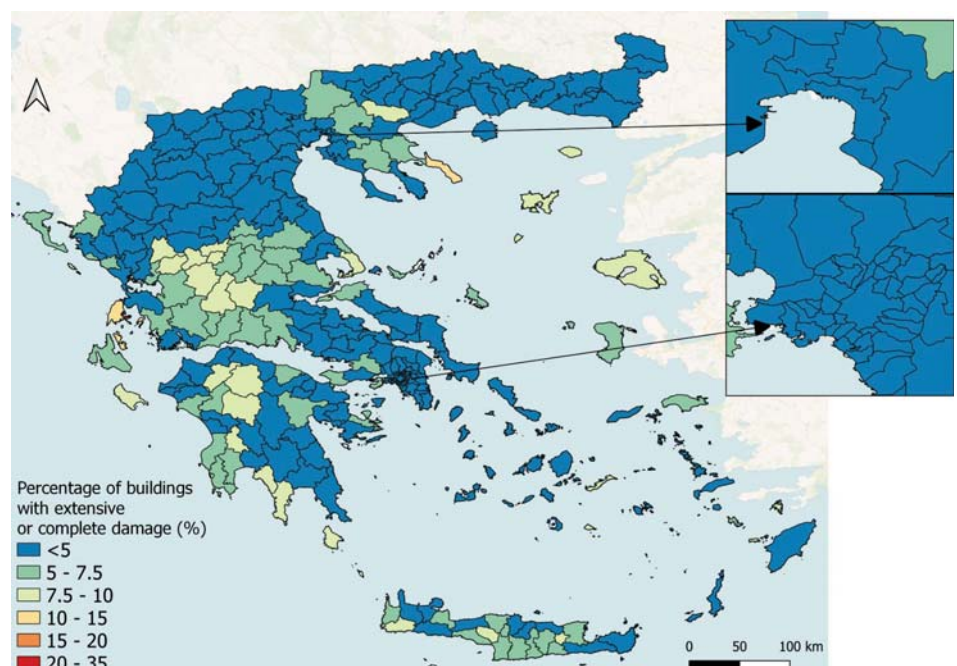 Percentage of buildings
with extensive
or complete damage (%)
<5
5 - 7.5
7.5 - 10
10 - 15
15 - 20
20 - 35
0 50 100 km